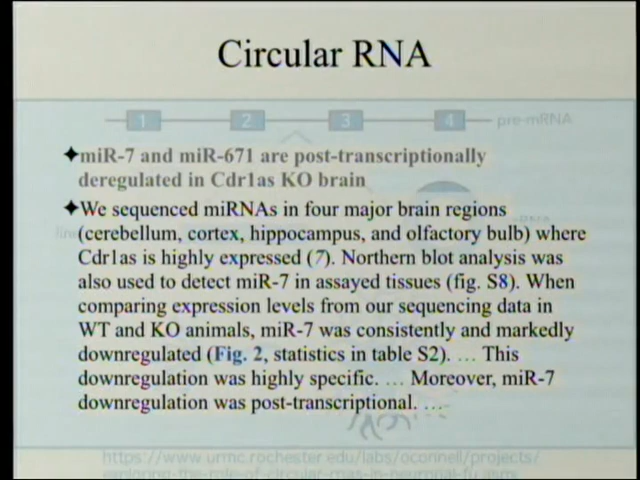 Circular RNA
1 2 3 4 pre-mRNA
✦miR-7 and miR-671 are post-transcriptionally
deregulated in Cdr1as KO brain
✦We sequenced miRNAs in four major brain regions
(cerebellum, cortex, hippocampus, and olfactory bulb) where
Cdr1as is highly expressed (7). Northern blot analysis was
also used to detect miR-7 in assayed tissues (fig. S8). When
comparing expression levels from our sequencing data in
WT and KO animals, miR-7 was consistently and markedly
downregulated (Fig. 2, statistics in table S2). … This
downregulation was highly specific. … Moreover, miR-7
downregulation was post-transcriptional. …
https://www.urmc.rochester.edu/labs/oconnell/projects/